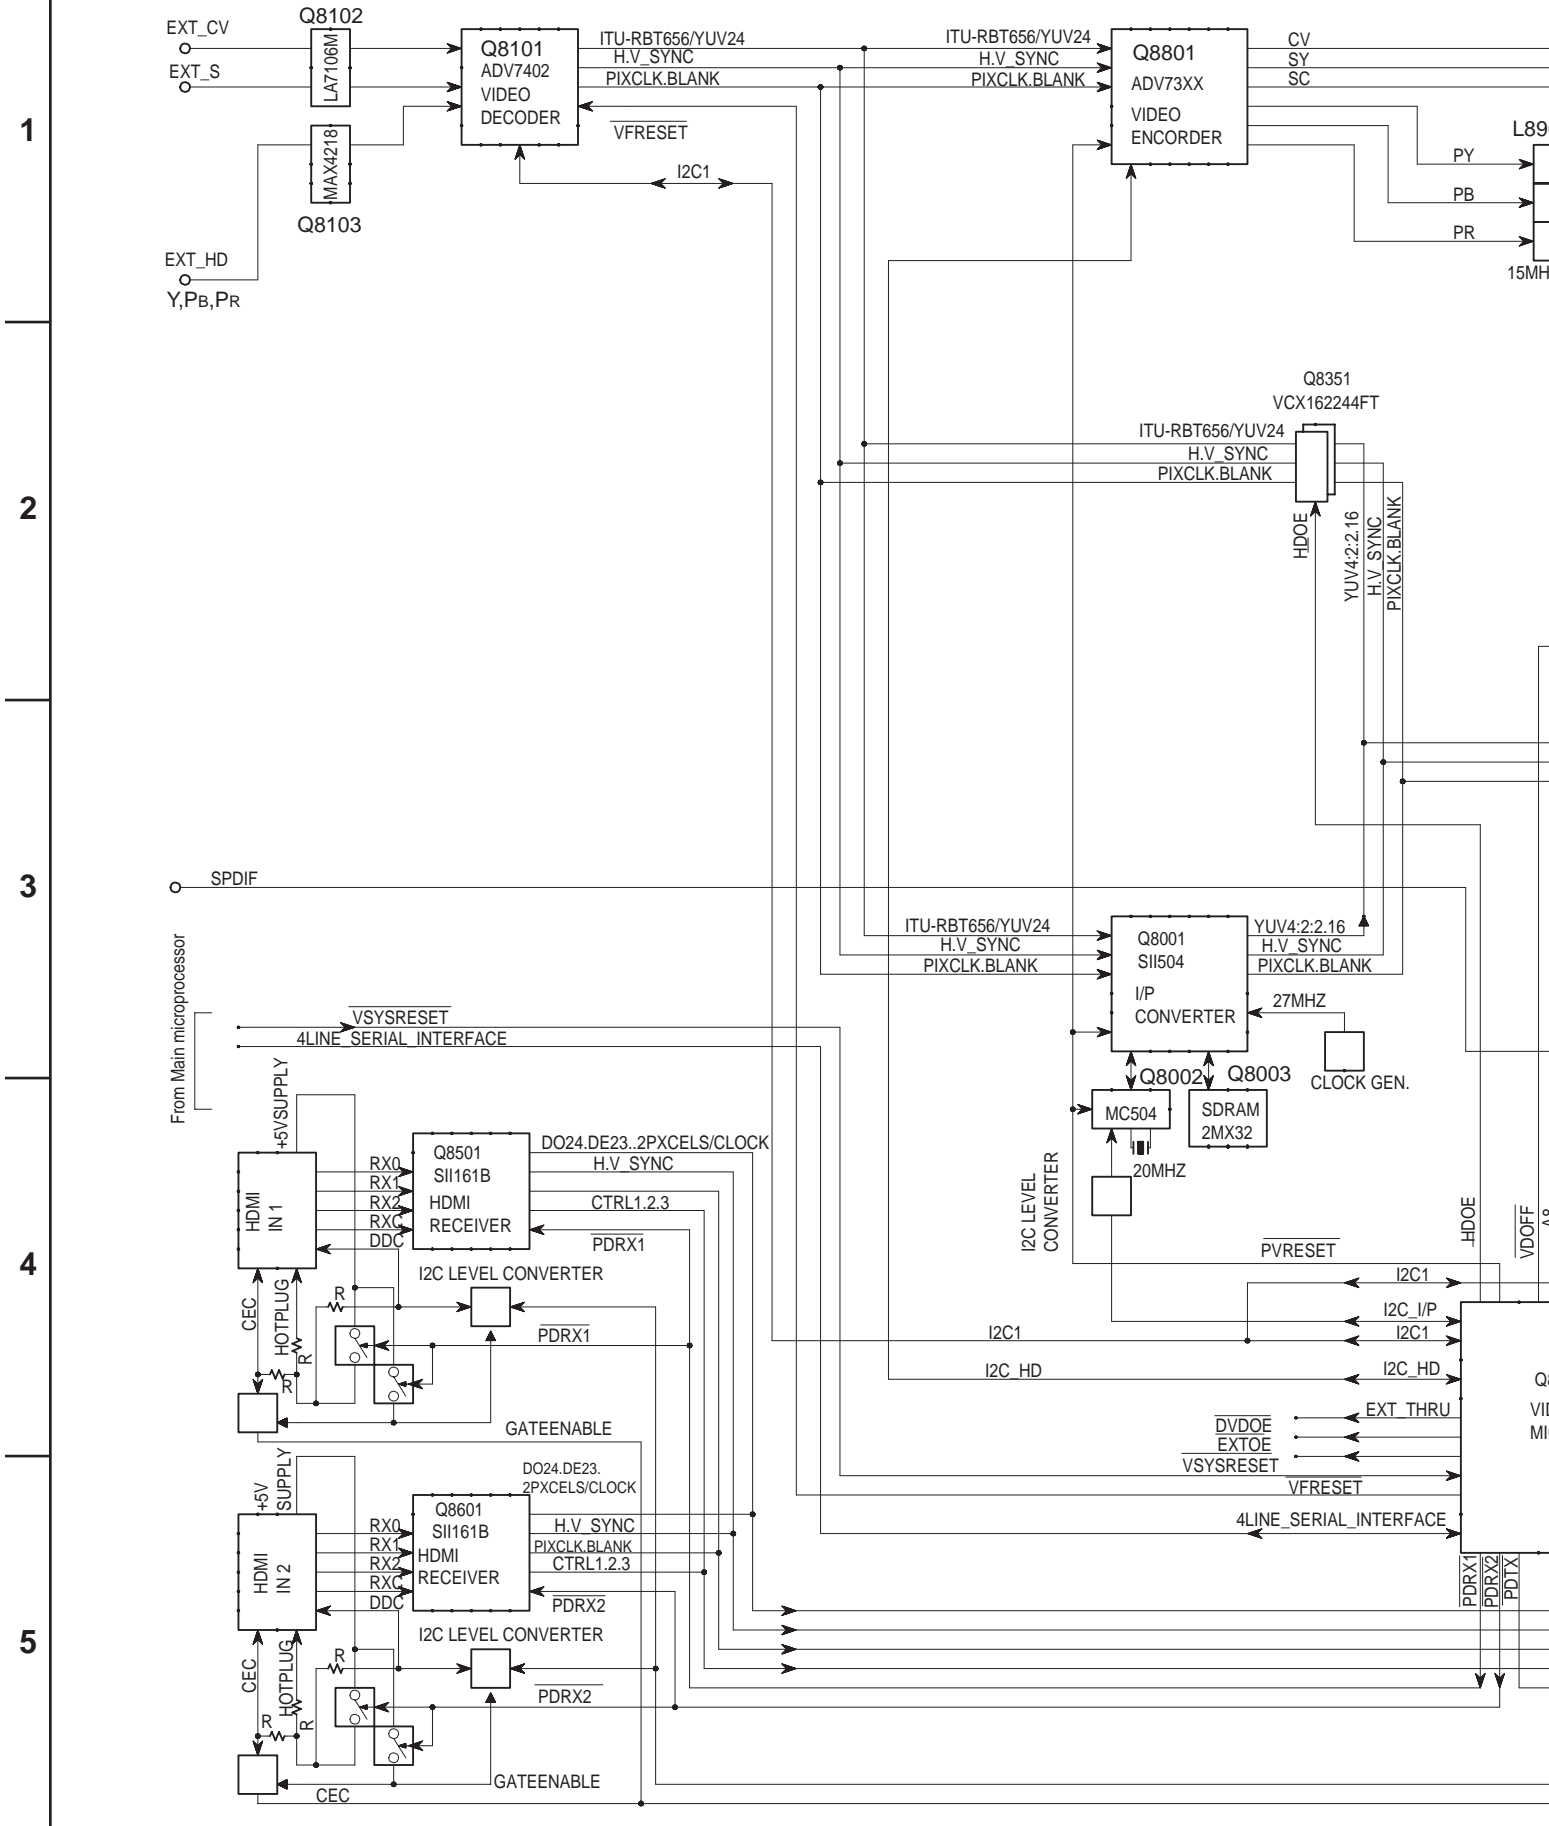 1
2
3
4
5
EXT_CV
EXT_S
Q8102
LA7106M
Q8101
ADV7402
VIDEO
DECODER
ITU-RBT656/YUV24
H.V_SYNC
PIXCLK.BLANK
VFRESET
I2C1
MAX4218
Q8103
EXT_HD
Y,PB,PR
ITU-RBT656/YUV24
H.V_SYNC
PIXCLK.BLANK
Q8801
ADV73XX
VIDEO
ENCORDER
CV
SY
SC
PY
PB
PR
L89
15MH
Q8351
VCX162244FT
ITU-RBT656/YUV24
H.V_SYNC
PIXCLK.BLANK
HDOE
YUV4:2:2.16
H.V_SYNC
PIXCLK.BLANK
SPDIF
From Main microprocessor
VSYSRESET
4LINE_SERIAL_INTERFACE
ITU-RBT656/YUV24
H.V_SYNC
PIXCLK.BLANK
Q8001
SII504
I/P
CONVERTER
YUV4:2:2.16
H.V_SYNC
PIXCLK.BLANK
27MHZ
CLOCK GEN.
Q8002
MC504
Q8003
SDRAM
2MX32
20MHZ
I2C LEVEL
CONVERTER
+5VSUPPLY
HDMI
IN 1
RX0
RX1
RX2
RXC
DDC
Q8501
SII161B
HDMI
RECEIVER
DO24.DE23..2PXCELS/CLOCK
H.V_SYNC
CTRL1.2.3
PDRX1
I2C LEVEL CONVERTER
CEC
HOTPLUG
R
R
R
PDRX1
GATEENABLE
PVRESET
HDOE
VDOFF
I2C1
I2C_I/P
I2C1
I2C1
I2C_HD
I2C_HD
EXT_THRU
DVDOE
EXTOE
VSYSRESET
VFRESET
4LINE_SERIAL_INTERFACE
PDRX1
PDRX2
PDTX
+5V
SUPPLY
HDMI
IN 2
RX0
RX1
RX2
RXC
DDC
Q8601
SII161B
HDMI
RECEIVER
DO24.DE23.
2PXCELS/CLOCK
H.V_SYNC
PIXCLK.BLANK
CTRL1.2.3
PDRX2
I2C LEVEL CONVERTER
CEC
HOTPLUG
R
R
R
PDRX2
GATEENABLE
CEC